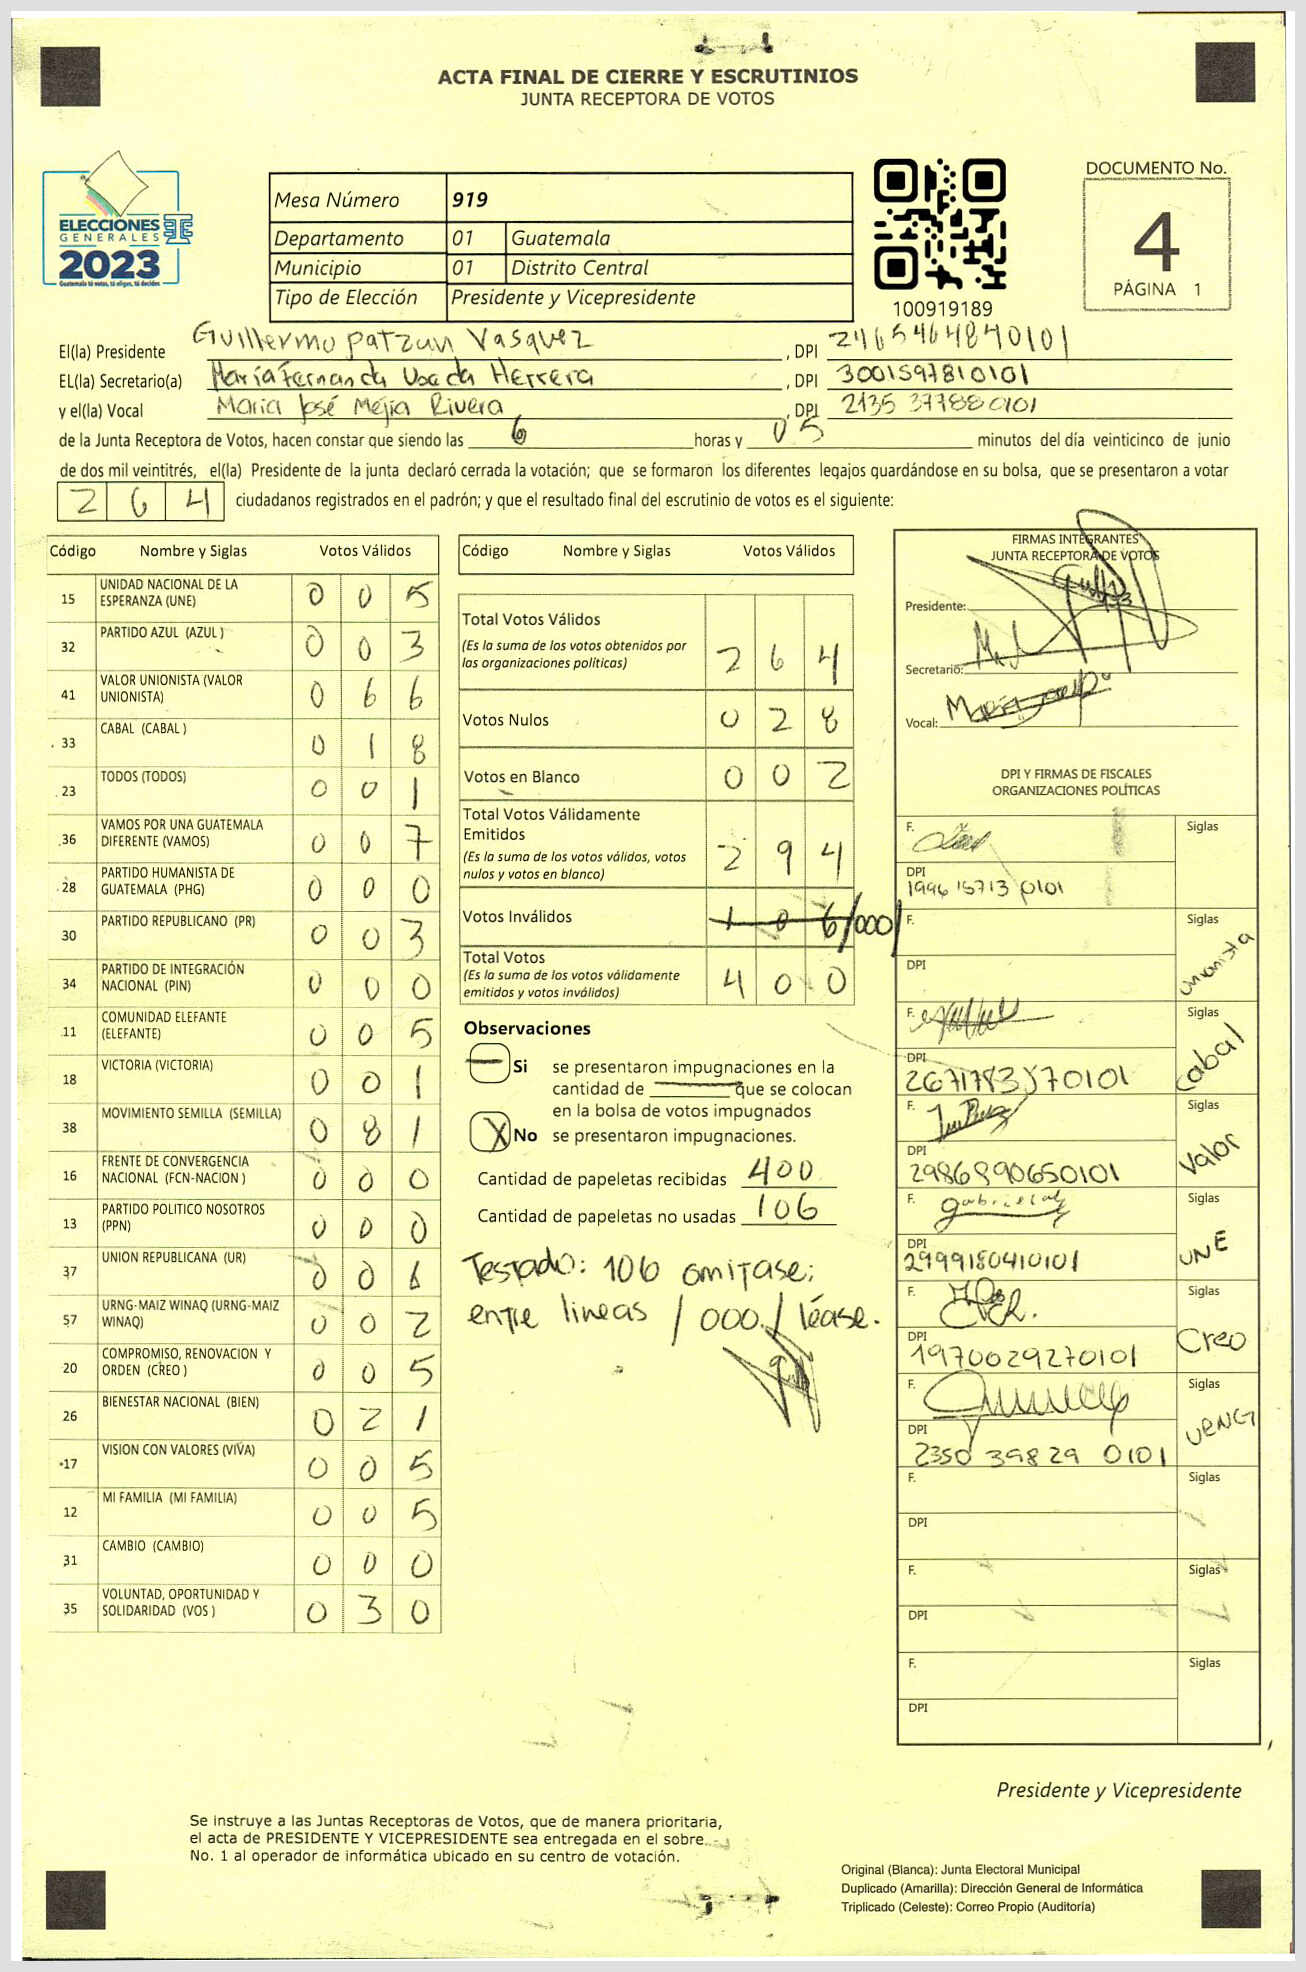 ACTA FINAL DE CIERRE Y ESCRUTINIOS
JUNTA RECEPTORA DE VOTOS
ELECCIONES
GENERALES
2023
Guatemala tú votas, tú eliges, tú decides
Mesa Número 919
Departamento 01 Guatemala
Municipio 01 Distrito Central
Tipo de Elección Presidente y Vicepresidente
100919189
DOCUMENTO No.
4
PÁGINA 1
El(la) Presidente Guillermo Patzun Vasquez, DPI 2465464840101
EL(la) Secretario(a) María Fernanda Useda Herrera, DPI 3001597810101
y el(la) Vocal Maria José Mejía Rivera, DPI 2135 377880101
de la Junta Receptora de Votos, hacen constar que siendo las 6 horas y 05 minutos del día veinticinco de junio
de dos mil veintitrés, el(la) Presidente de la junta declaró cerrada la votación; que se formaron los diferentes legajos guardándose en su bolsa, que se presentaron a votar
264 ciudadanos registrados en el padrón; y que el resultado final del escrutinio de votos es el siguiente:
Código Nombre y Siglas Votos Válidos
15 UNIDAD NACIONAL DE LA ESPERANZA (UNE) 0 0 5
32 PARTIDO AZUL (AZUL ) 0 0 3
41 VALOR UNIONISTA (VALOR UNIONISTA) 0 6 6
33 CABAL (CABAL ) 0 1 8
23 TODOS (TODOS) 0 0 1
36 VAMOS POR UNA GUATEMALA DIFERENTE (VAMOS) 0 0 7
28 PARTIDO HUMANISTA DE GUATEMALA (PHG) 0 0 0
30 PARTIDO REPUBLICANO (PR) 0 0 3
34 PARTIDO DE INTEGRACIÓN NACIONAL (PIN) 0 0 0
11 COMUNIDAD ELEFANTE (ELEFANTE) 0 0 5
18 VICTORIA (VICTORIA) 0 0 1
38 MOVIMIENTO SEMILLA (SEMILLA) 0 8 1
16 FRENTE DE CONVERGENCIA NACIONAL (FCN-NACION ) 0 0 0
13 PARTIDO POLITICO NOSOTROS (PPN) 0 0 0
37 UNION REPUBLICANA (UR) 0 0 6
57 URNG-MAIZ WINAQ (URNG-MAIZ WINAQ) 0 0 2
20 COMPROMISO, RENOVACION Y ORDEN (CREO ) 0 0 5
26 BIENESTAR NACIONAL (BIEN) 0 2 1
17 VISION CON VALORES (VIVA) 0 0 5
12 MI FAMILIA (MI FAMILIA) 0 0 5
31 CAMBIO (CAMBIO) 0 0 0
35 VOLUNTAD, OPORTUNIDAD Y SOLIDARIDAD (VOS ) 0 3 0
Código Nombre y Siglas Votos Válidos
Total Votos Válidos
(Es la suma de los votos obtenidos por
las organizaciones políticas) 2 6 4
Votos Nulos 0 2 8
Votos en Blanco 0 0 2
Total Votos Válidamente
Emitidos
(Es la suma de los votos válidos, votos
nulos y votos en blanco) 2 9 4
Votos Inválidos 1 0 6 /000/
Total Votos
(Es la suma de los votos válidamente
emitidos y votos inválidos) 4 0 0
Observaciones
Si se presentaron impugnaciones en la
cantidad de que se colocan
en la bolsa de votos impugnados
X No se presentaron impugnaciones.
Cantidad de papeletas recibidas 400
Cantidad de papeletas no usadas 106
Testado: 106 omitase;
entre lineas /000/ léase.
FIRMAS INTEGRANTES
JUNTA RECEPTORA DE VOTOS
Presidente:
Secretario:
Vocal:
DPI Y FIRMAS DE FISCALES
ORGANIZACIONES POLÍTICAS
F. Siglas
DPI
1996 15713 0101
F. Siglas
DPI
unionista
F. Siglas
DPI
Cabal
F. Siglas
DPI
2986890650101
Valor
F. Siglas
DPI
2999180410101
UNE
F. Siglas
DPI
1970029270101
Creo
F. Siglas
DPI
2350 39829 0101
URNG
F. Siglas
DPI
F. Siglas
DPI
F. Siglas
DPI
Presidente y Vicepresidente
Se instruye a las Juntas Receptoras de Votos, que de manera prioritaria,
el acta de PRESIDENTE Y VICEPRESIDENTE sea entregada en el sobre
No. 1 al operador de informática ubicado en su centro de votación.
Original (Blanca): Junta Electoral Municipal
Duplicado (Amarilla): Dirección General de Informática
Triplicado (Celeste): Correo Propio (Auditoría)